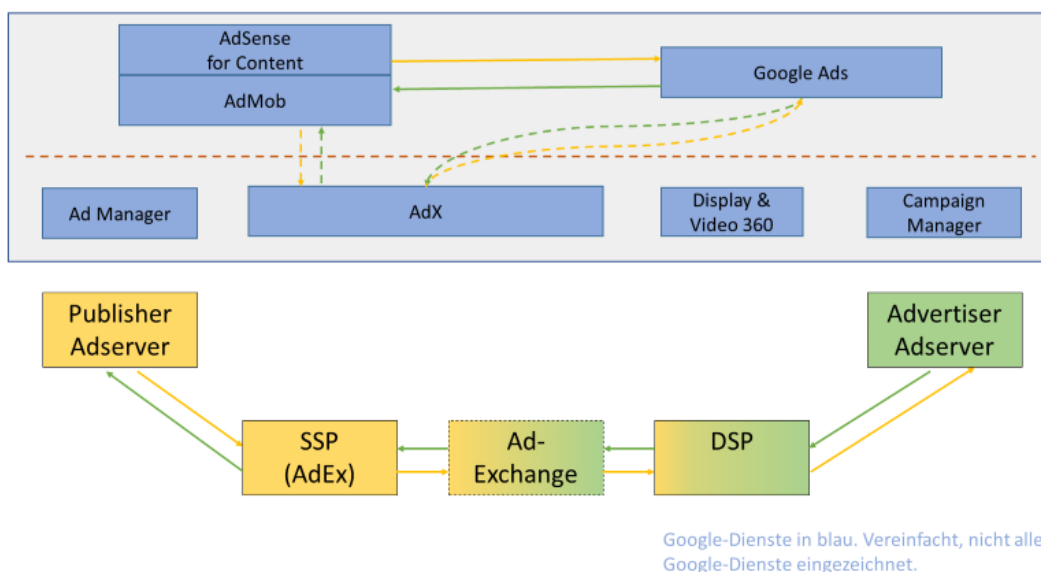 AdSense
for Content
AdMob
Google Ads
Ad Manager
AdX
Display &
Video 360
Campaign
Manager
Publisher
Adserver
Advertiser
Adserver
SSP
(AdEx)
Ad-
Exchange
DSP
Google-Dienste in blau. Vereinfacht, nicht alle
Google-Dienste eingezeichnet.